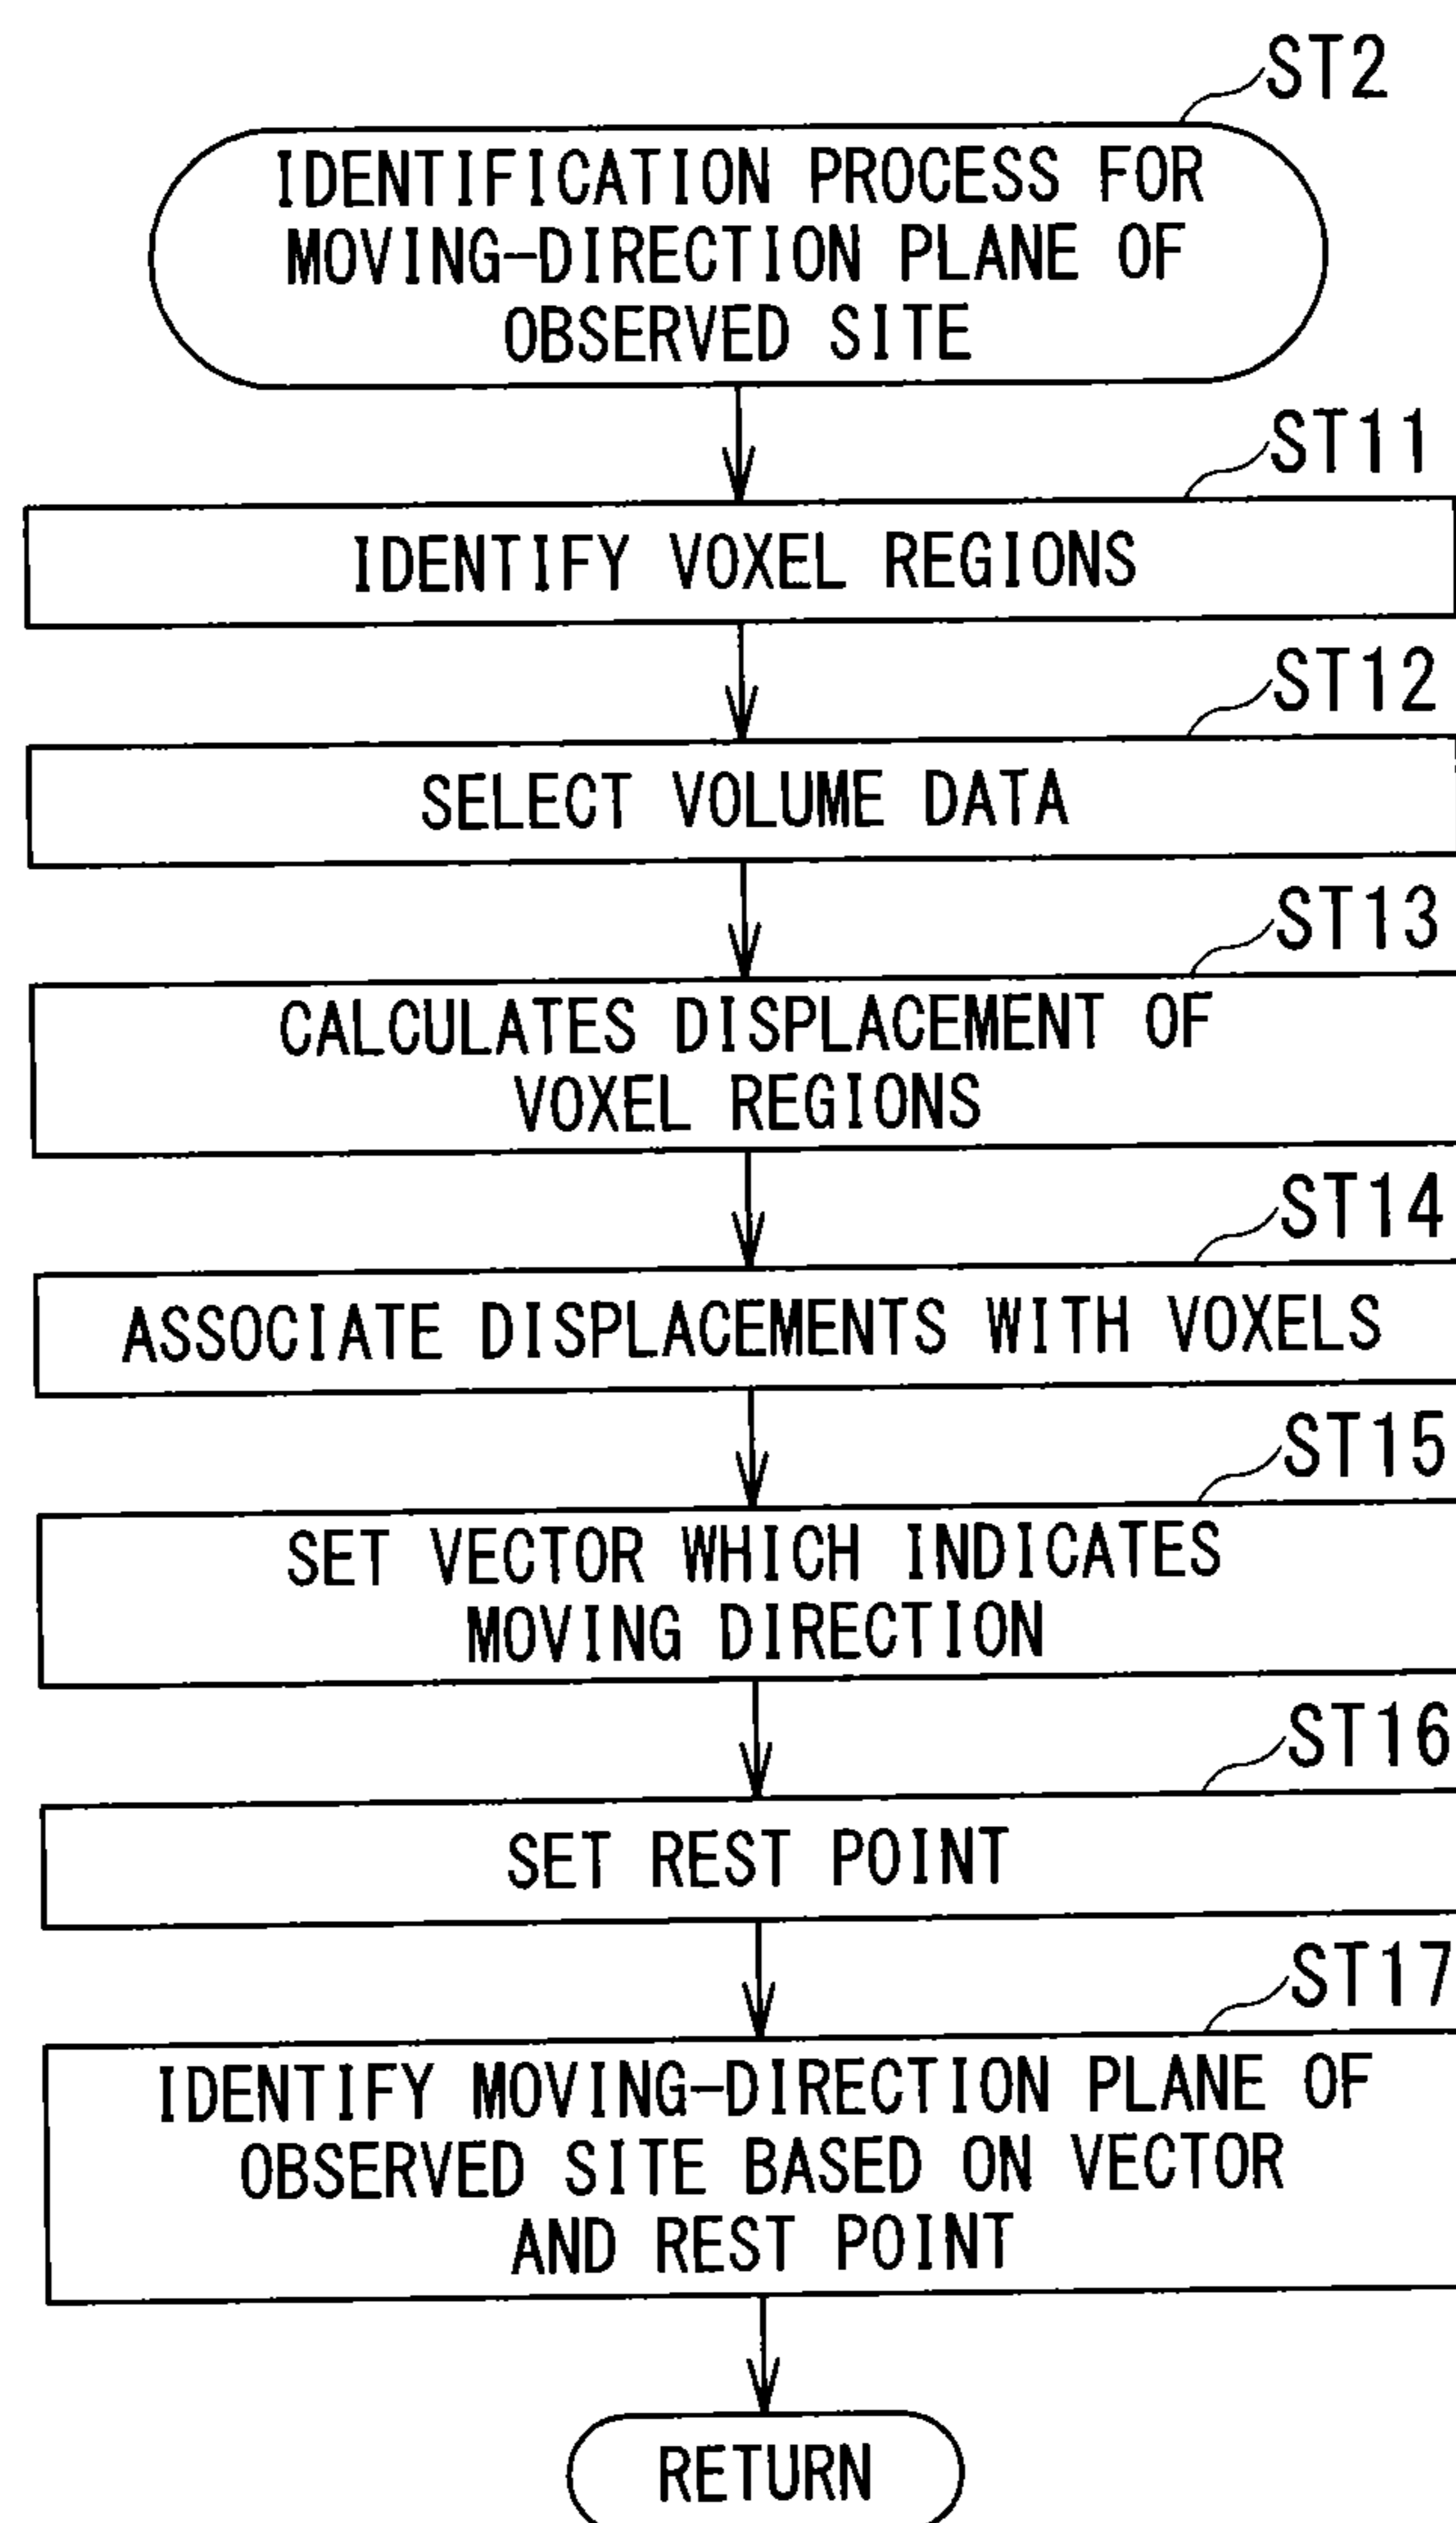 ST2
IDENTIFICATION PROCESS FOR
MOVING-DIRECTION PLANE OF
OBSERVED SITE
ST11
IDENTIFY VOXEL REGIONS
ST12
SELECT VOLUME DATA
ST13
CALCULATES DISPLACEMENT OF
VOXEL REGIONS
ST14
ASSOCIATE DISPLACEMENTS WITH VOXELS
ST15
SET VECTOR WHICH INDICATES
MOVING DIRECTION
ST16
SET REST POINT
ST17
IDENTIFY MOVING-DIRECTION PLANE OF
OBSERVED SITE BASED ON VECTOR
AND REST POINT
RETURN